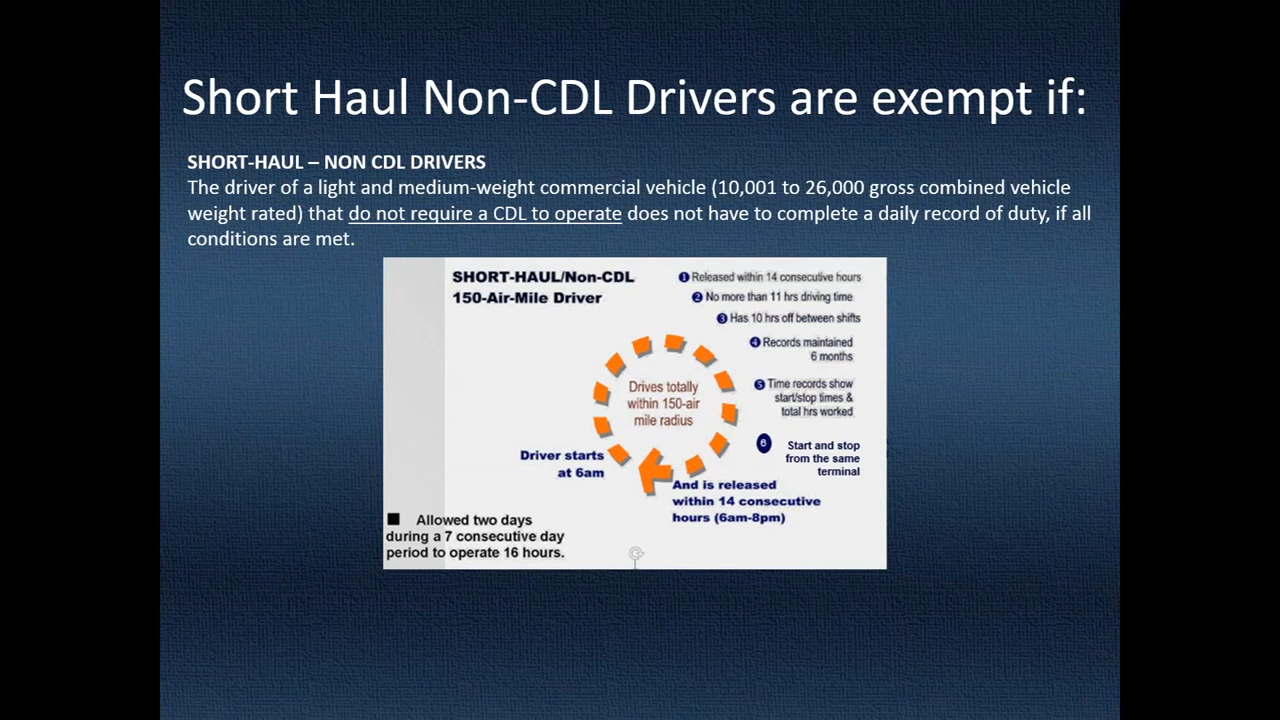 Short Haul Non-CDL Drivers are exempt if:
SHORT-HAUL – NON CDL DRIVERS
The driver of a light and medium-weight commercial vehicle (10,001 to 26,000 gross combined vehicle
weight rated) that do not require a CDL to operate does not have to complete a daily record of duty, if all
conditions are met.
SHORT-HAUL/Non-CDL
150-Air-Mile Driver
1 Released within 14 consecutive hours
2 No more than 11 hrs driving time
3 Has 10 hrs off between shifts
4 Records maintained
6 months
5 Time records show
start/stop times &
total hrs worked
6 Start and stop
from the same
terminal
Drives totally
within 150-air
mile radius
Driver starts
at 6am
And is released
within 14 consecutive
hours (6am-8pm)
■ Allowed two days
during a 7 consecutive day
period to operate 16 hours.